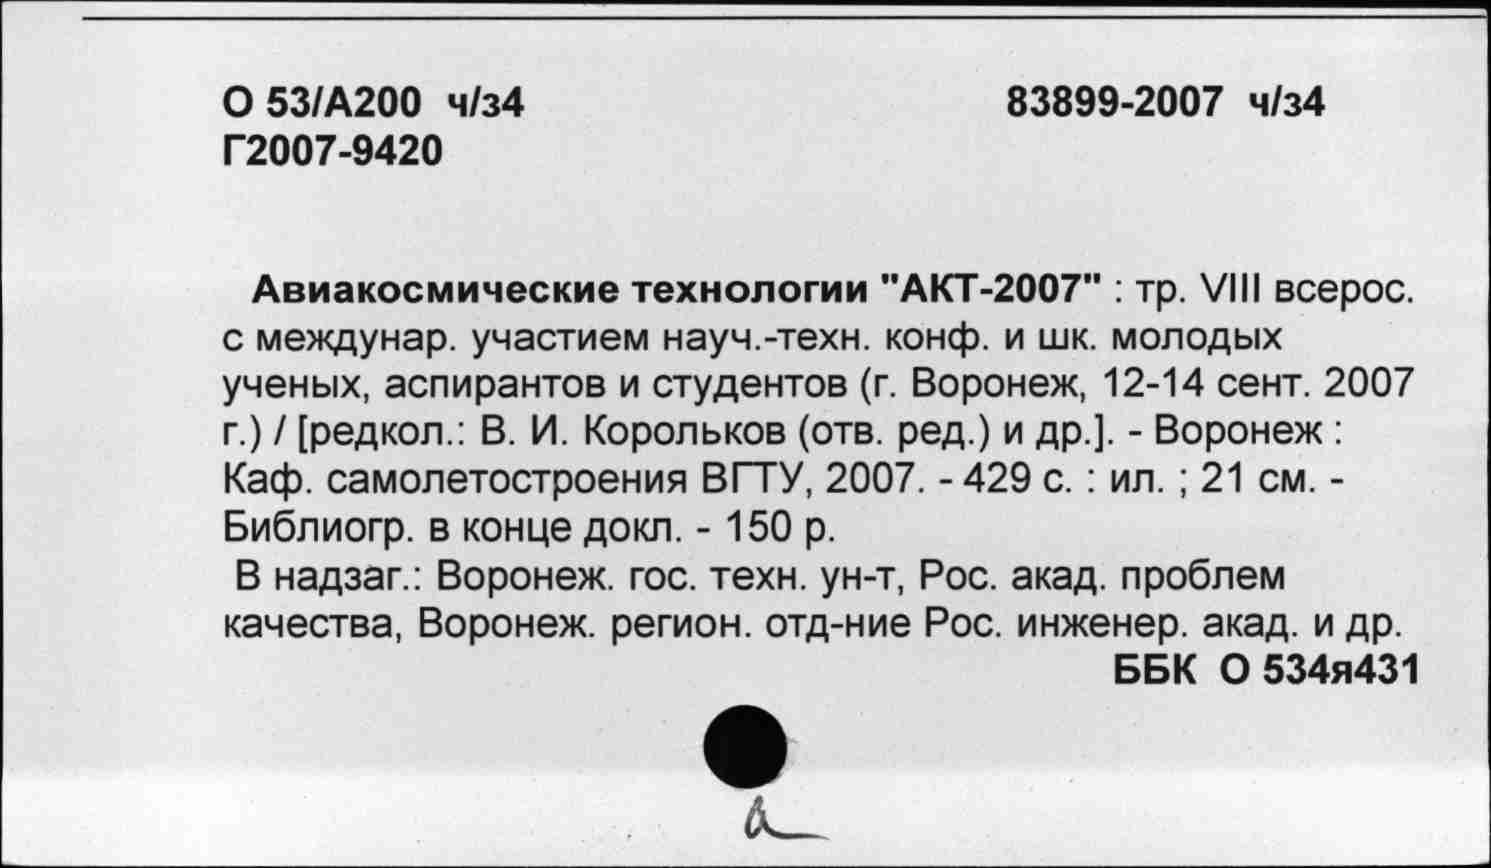 О 53/А200 ч/з4 83899-2007 ч/з4
Г2007-9420
Авиакосмические технологии "АКТ-2007" : тр. VIII всерос.
с междунар. участием науч.-техн. конф. и шк. молодых
ученых, аспирантов и студентов (г. Воронеж, 12-14 сент. 2007
г.) / [редкол.: В. И. Корольков (отв. ред.) и др.]. - Воронеж :
Каф. самолетостроения ВГТУ, 2007. - 429 с. : ил. ; 21 см. -
Библиогр. в конце докл. - 150 р.
В надзаг.: Воронеж. гос. техн. ун-т, Рос. акад. проблем
качества, Воронеж. регион. отд-ние Рос. инженер. акад. и др.
ББК О 534я431
а